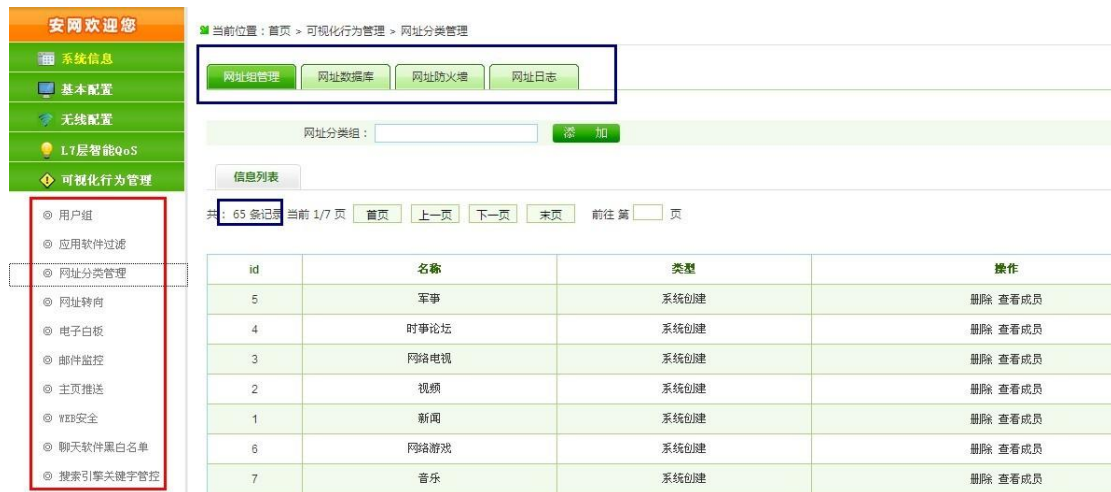 安网欢迎您
系统信息
基本配置
无线配置
L7层智能QoS
可视化行为管理
用户组
应用软件过滤
网址分类管理
网址转向
电子白板
邮件监控
主页推送
WEB安全
聊天软件黑白名单
搜索引擎关键字管控
当前位置：首页 > 可视化行为管理 > 网址分类管理
网址组管理 网址数据库 网址防火墙 网址日志
网址分类组： 添 加
信息列表
共：65 条记录 当前 1/7 页 首页 上一页 下一页 末页 前往 第 页
id 名称 类型 操作
5 军事 系统创建 删除 查看成员
4 时事论坛 系统创建 删除 查看成员
3 网络电视 系统创建 删除 查看成员
2 视频 系统创建 删除 查看成员
1 新闻 系统创建 删除 查看成员
6 网络游戏 系统创建 删除 查看成员
7 音乐 系统创建 删除 查看成员